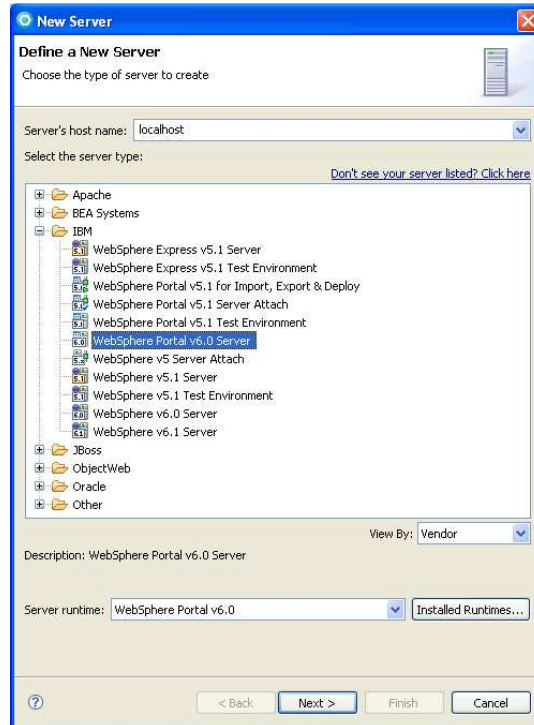 New Server
Define a New Server
Choose the type of server to create
Server's host name: localhost
Select the server type:
Don't see your server listed? Click here
Apache
BEA Systems
IBM
WebSphere Express v5.1 Server
WebSphere Express v5.1 Test Environment
WebSphere Portal v5.1 for Import, Export & Deploy
WebSphere Portal v5.1 Server Attach
WebSphere Portal v5.1 Test Environment
WebSphere Portal v6.0 Server
WebSphere v5 Server Attach
WebSphere v5.1 Server
WebSphere v5.1 Test Environment
WebSphere v6.0 Server
WebSphere v6.1 Server
JBoss
ObjectWeb
Oracle
Other
View By: Vendor
Description: WebSphere Portal v6.0 Server
Server runtime: WebSphere Portal v6.0 Installed Runtimes...
? < Back Next > Finish Cancel